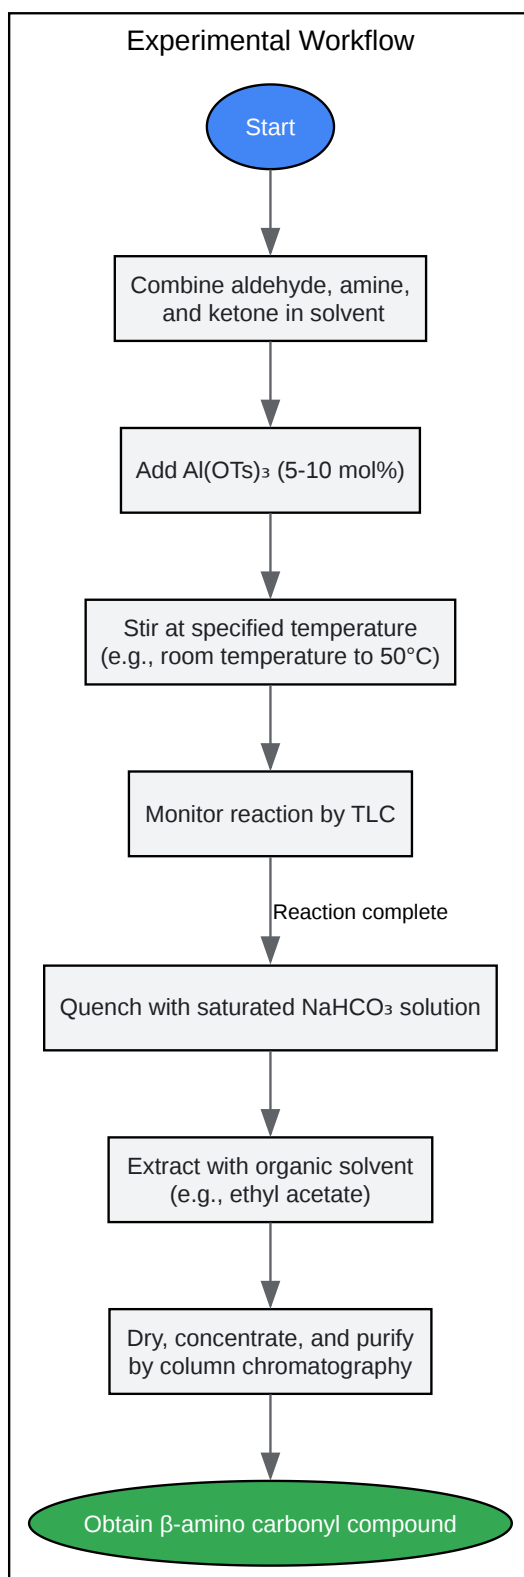 Experimental Workflow
Start
Combine aldehyde, amine,
and ketone in solvent
Add Al(OTs)₃ (5-10 mol%)
Stir at specified temperature
(e.g., room temperature to 50°C)
Monitor reaction by TLC
Reaction complete
Quench with saturated NaHCO₃ solution
Extract with organic solvent
(e.g., ethyl acetate)
Dry, concentrate, and purify
by column chromatography
Obtain β-amino carbonyl compound